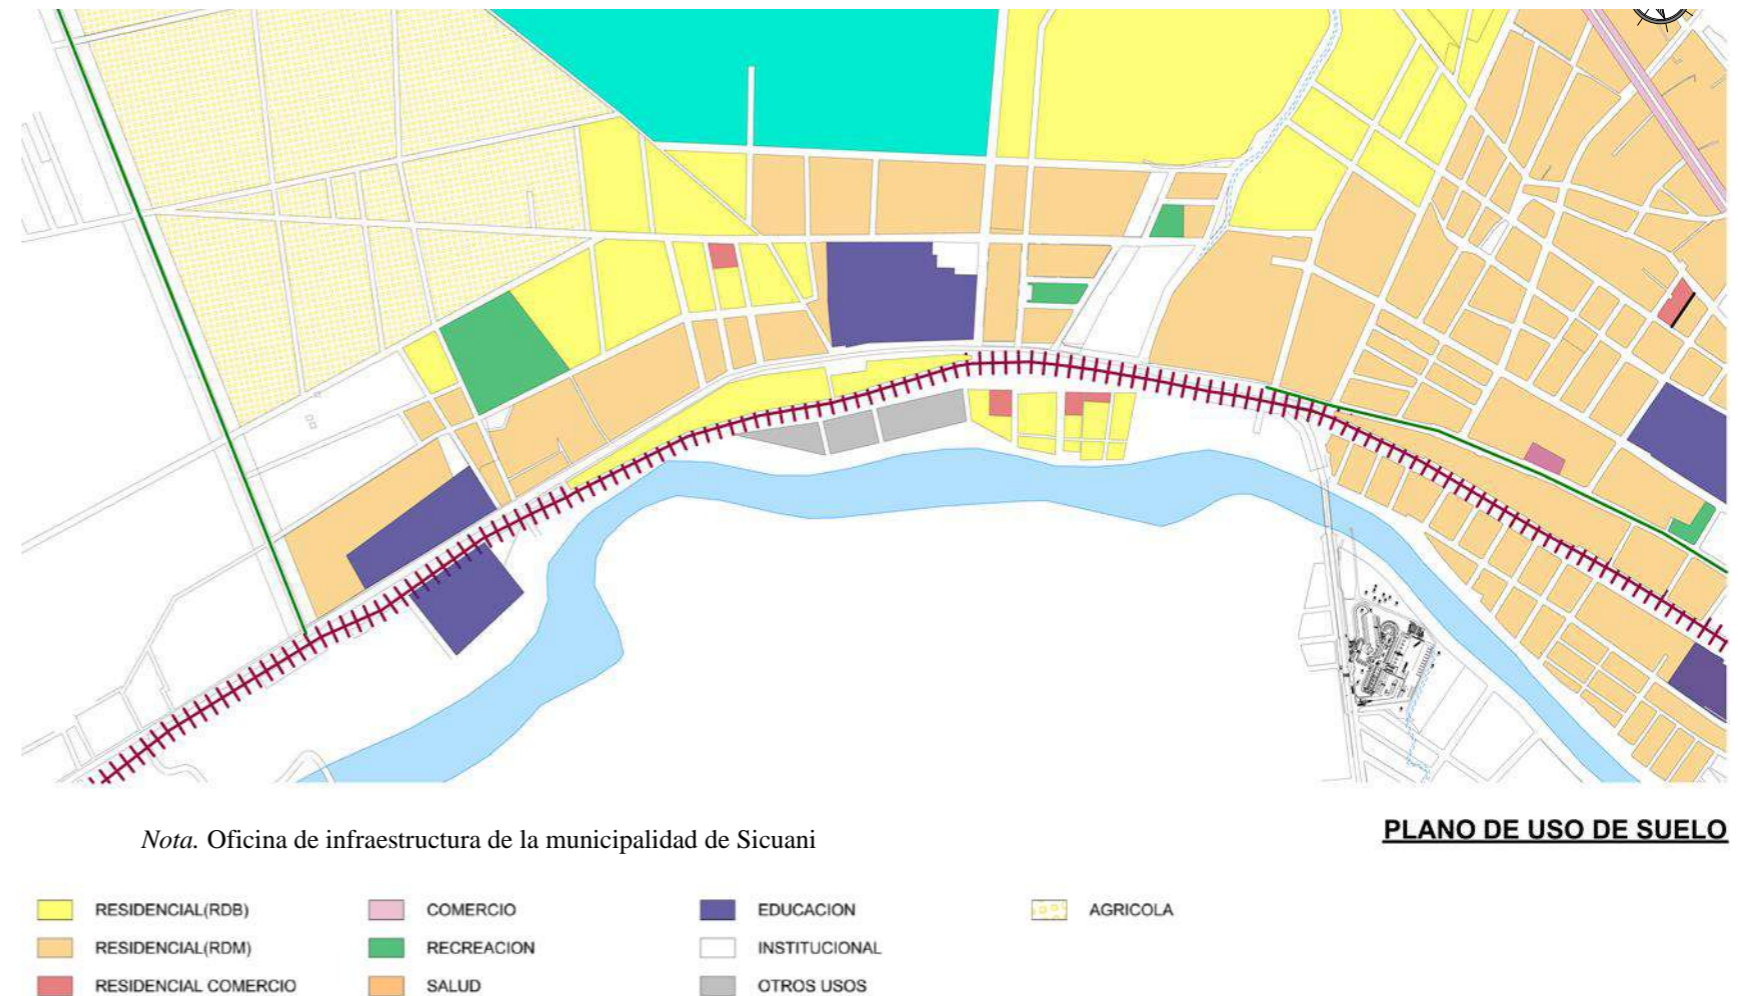 Nota. Oficina de infraestructura de la municipalidad de Sicuani
PLANO DE USO DE SUELO
RESIDENCIAL(RDB)
COMERCIO
EDUCACION
AGRICOLA
RESIDENCIAL(RDM)
RECREACION
INSTITUCIONAL
RESIDENCIAL COMERCIO
SALUD
OTROS USOS